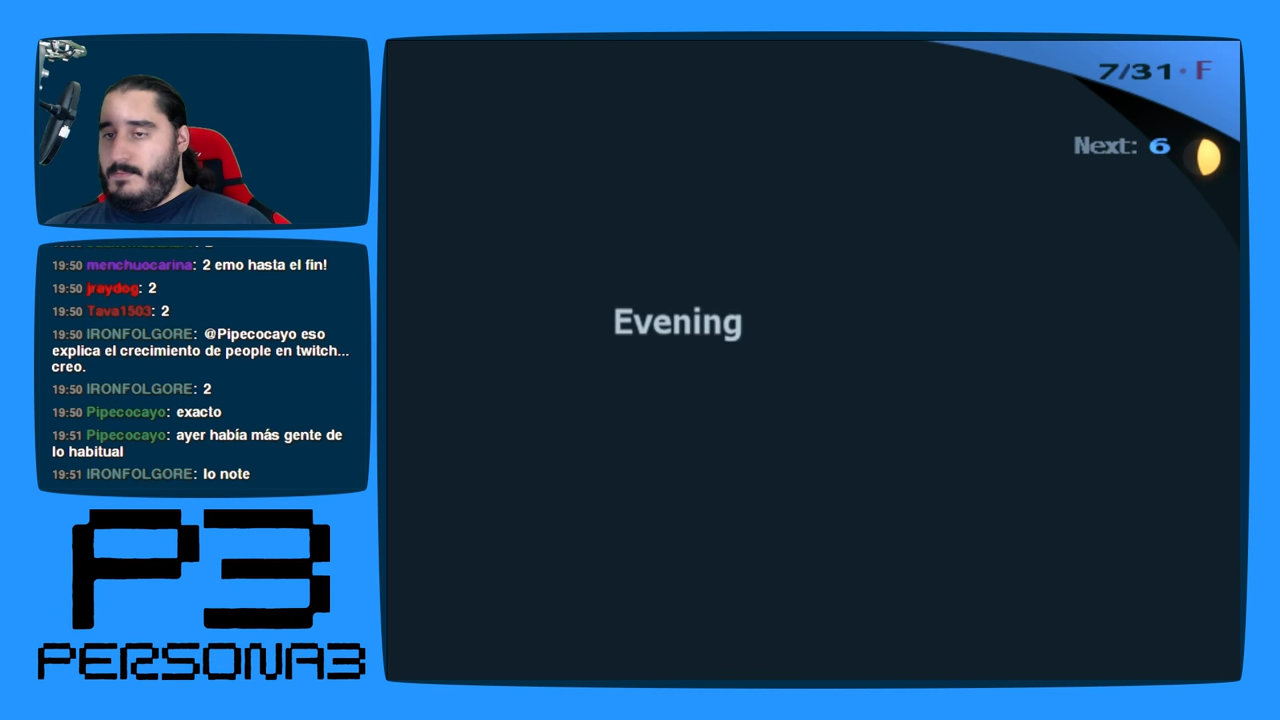 19:50 menchuocarina: 2 emo hasta el fin!
19:50 jraydog: 2
19:50 Tava1503: 2
19:50 IRONFOLGORE: @Pipecocayo eso
explica el crecimiento de people en twitch...
creo.
19:50 IRONFOLGORE: 2
19:50 Pipecocayo: exacto
19:51 Pipecocayo: ayer había más gente de
lo habitual
19:51 IRONFOLGORE: lo note
P3
PERSONA3
7/31·F
Next: 6
Evening